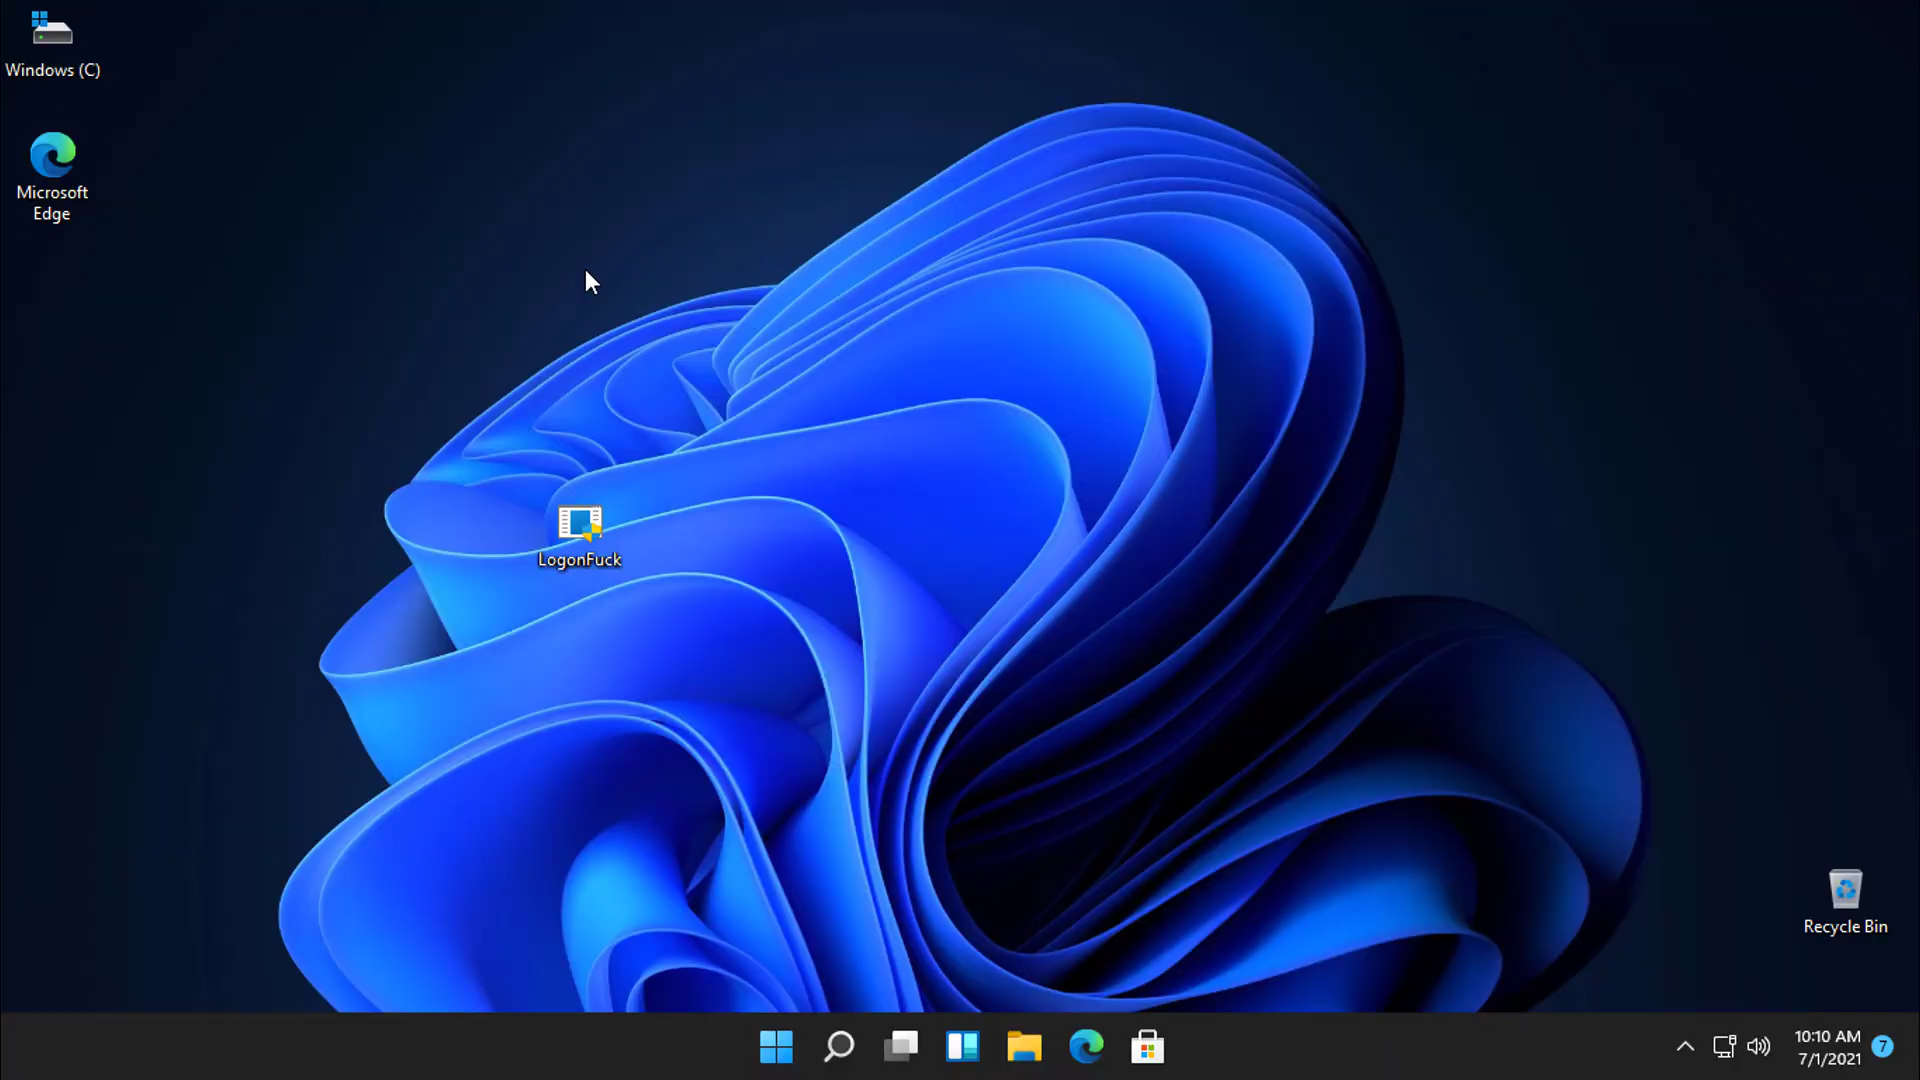 Windows (C)
Microsoft
Edge
LogonFuck
Recycle Bin
10:10 AM
7/1/2021
7